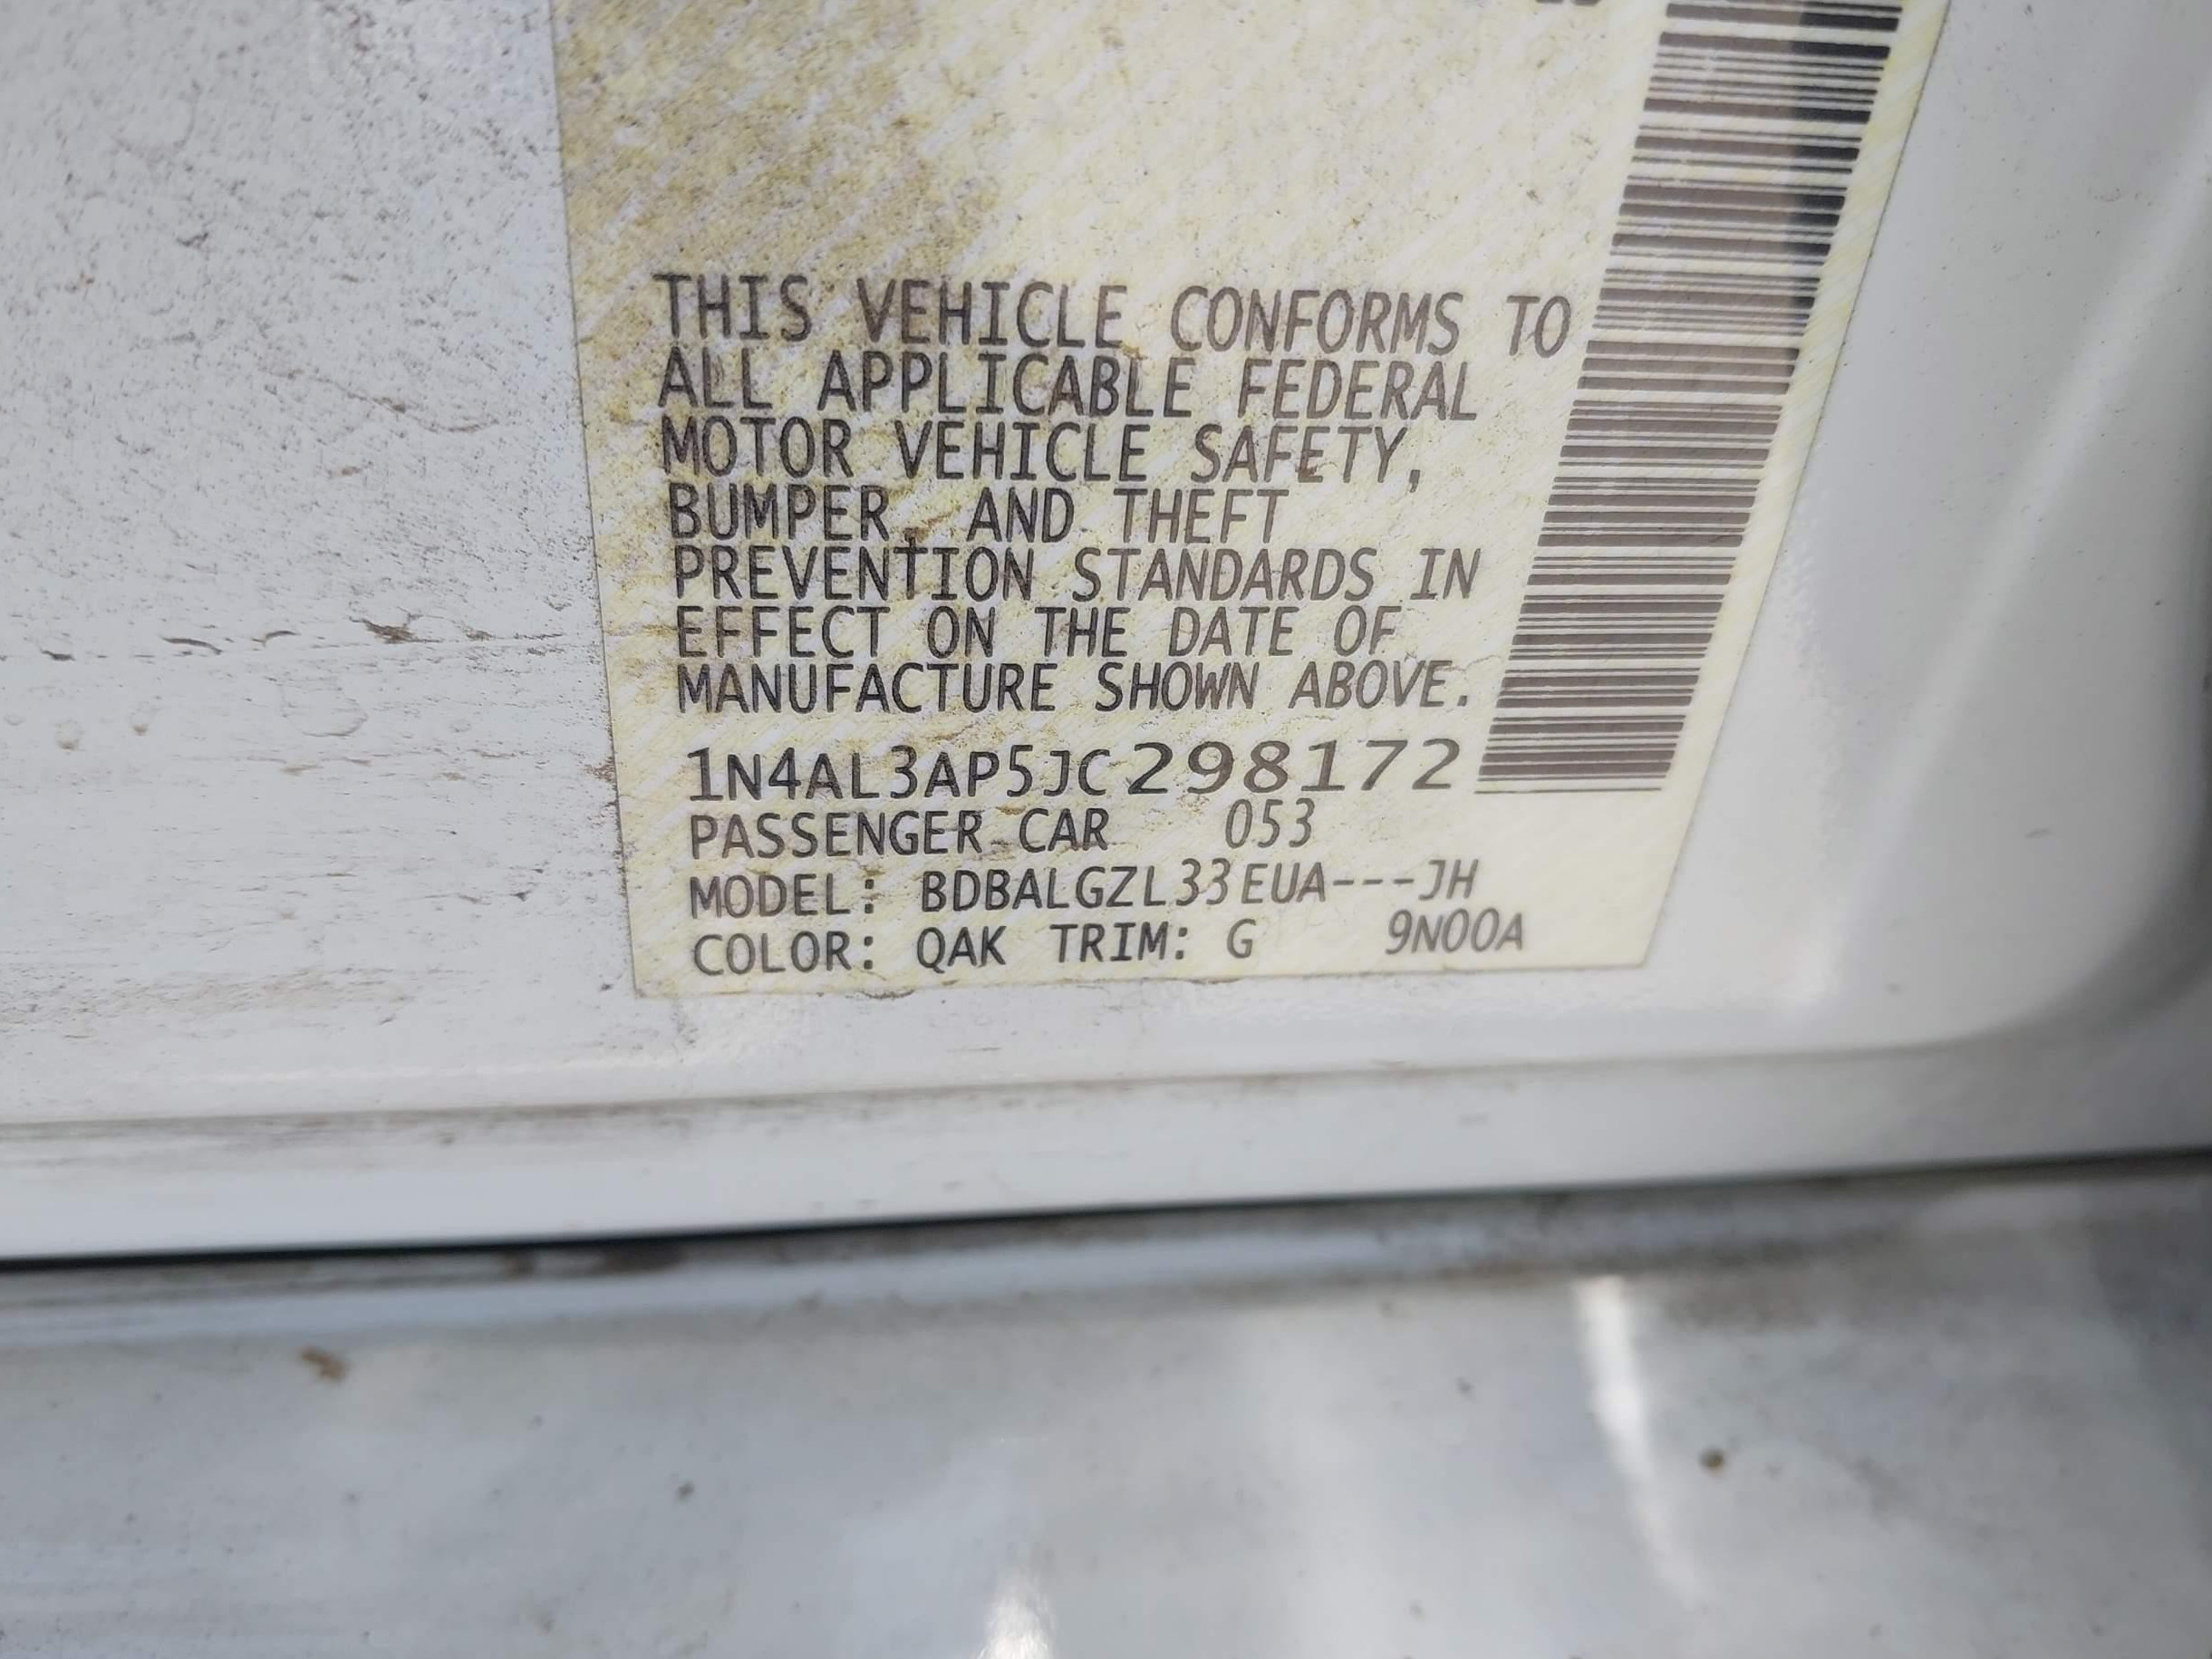 THIS VEHICLE CONFORMS TO
ALL APPLICABLE FEDERAL
MOTOR VEHICLE SAFETY,
BUMPER, AND THEFT
PREVENTION STANDARDS IN
EFFECT ON THE DATE OF
MANUFACTURE SHOWN ABOVE.
1N4AL3AP5JC298172
PASSENGER CAR 053
MODEL: BDBALGZL33EUA---JH
COLOR: QAK TRIM: G 9N00A